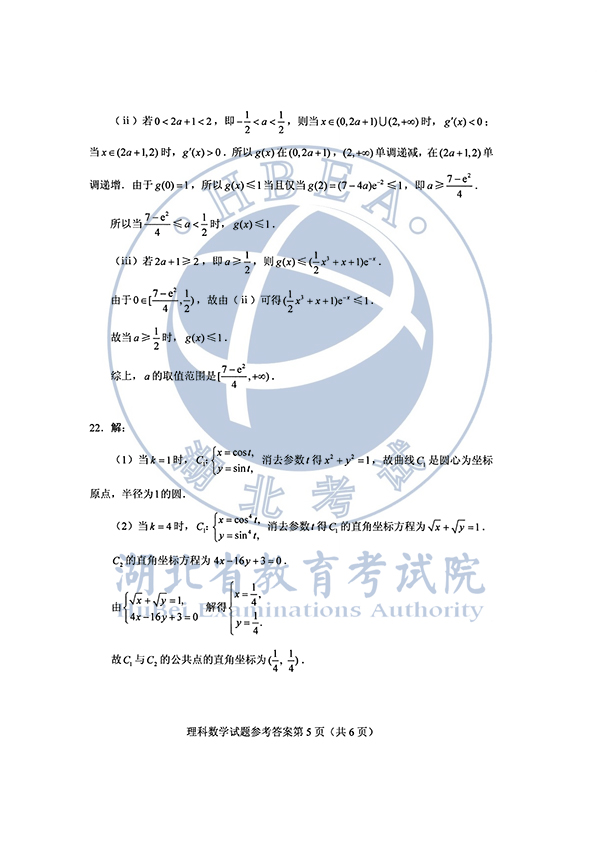 （ⅱ）若0<2a+1<2，即-1/2<a<1/2，则当x∈(0,2a+1)∪(2,+∞)时，g′(x)<0；
当x∈(2a+1,2)时，g′(x)>0．所以g(x)在(0,2a+1)，(2,+∞)单调递减，在(2a+1,2)单
调递增．由于g(0)=1，所以g(x)≤1当且仅当g(2)=(7-4a)e⁻²≤1，即a≥(7-e²)/4．
所以当(7-e²)/4≤a<1/2时，g(x)≤1．
（ⅲ）若2a+1≥2，即a≥1/2，则g(x)≤(1/2x³+x+1)e⁻ˣ．
由于0∈[(7-e²)/4,1/2)，故由（ⅱ）可得(1/2x³+x+1)e⁻ˣ≤1．
故当a≥1/2时，g(x)≤1．
综上，a的取值范围是[(7-e²)/4,+∞)．
22．解：
（1）当k=1时，C₁:{x=cos t, y=sin t, 消去参数t得x²+y²=1，故曲线C₁是圆心为坐标
原点，半径为1的圆．
（2）当k=4时，C₁:{x=cos⁴t, y=sin⁴t, 消去参数t得C₁的直角坐标方程为√x+√y=1．
C₂的直角坐标方程为4x-16y+3=0．
由{√x+√y=1, 4x-16y+3=0 解得{x=1/4, y=1/4.
故C₁与C₂的公共点的直角坐标为(1/4, 1/4)．
理科数学试题参考答案第5页（共6页）
HBEA
湖北考试
湖北省教育考试院
Hubei Examinations Authority